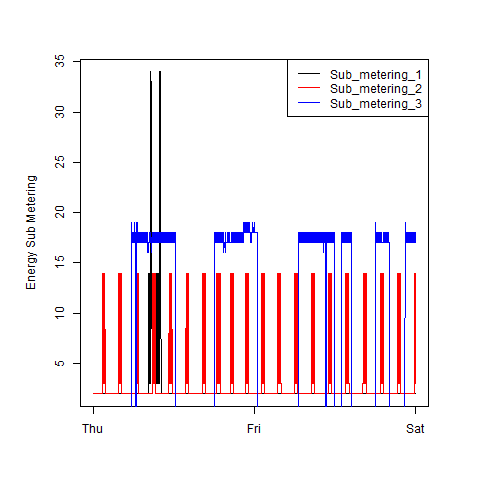 35
30
25
20
15
10
5
Energy Sub Metering
Sub_metering_1
Sub_metering_2
Sub_metering_3
Thu
Fri
Sat